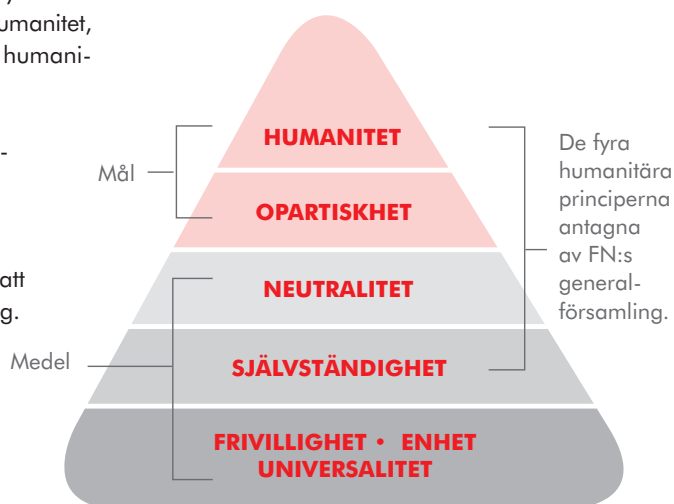 umanitet,
humani-
-
att
g.
Mål
Medel
HUMANITET
OPARTISKHET
NEUTRALITET
SJÄLVSTÄNDIGHET
FRIVILLIGHET • ENHET
UNIVERSALITET
De fyra
humanitära
principerna
antagna
av FN:s
general-
församling.